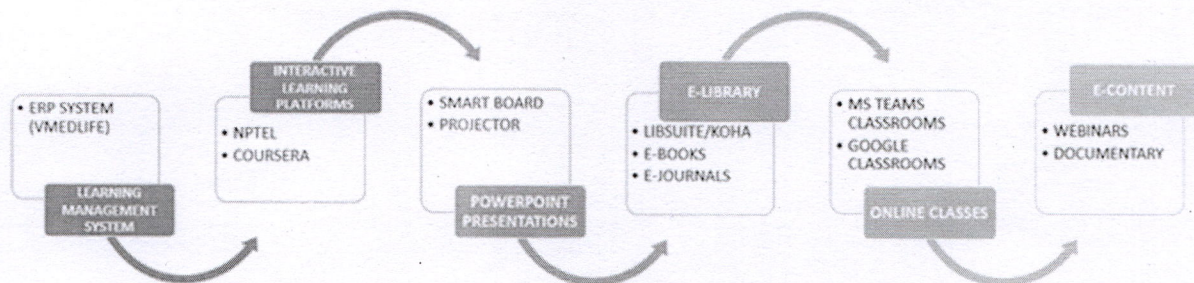 • ERP SYSTEM
(VMEDLIFE)
LEARNING
MANAGEMENT
SYSTEM
INTERACTIVE
LEARNING
PLATFORMS
• NPTEL
• COURSERA
• SMART BOARD
• PROJECTOR
POWERPOINT
PRESENTATIONS
E-LIBRARY
• LIBSUITE/KOHA
• E-BOOKS
• E-JOURNALS
• MS TEAMS
CLASSROOMS
• GOOGLE
CLASSROOMS
ONLINE CLASSES
E-CONTENT
• WEBINARS
• DOCUMENTARY